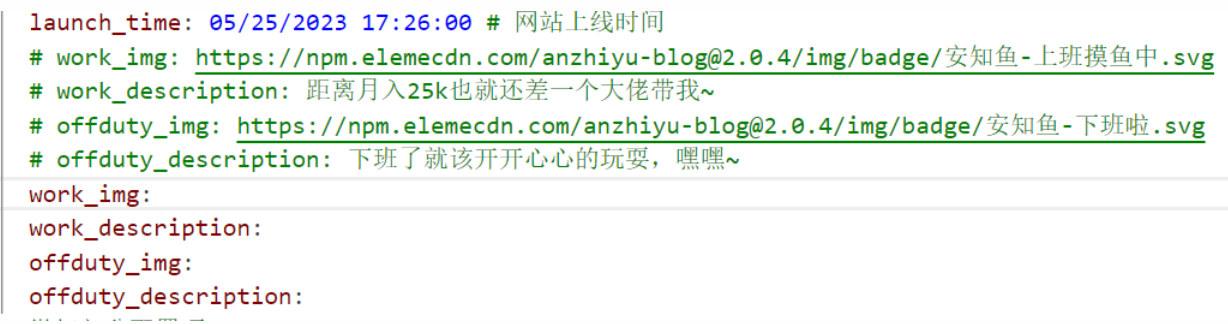 launch_time: 05/25/2023 17:26:00 # 网站上线时间
# work_img: https://npm.elemecdn.com/anzhiyu-blog@2.0.4/img/badge/安知鱼-上班摸鱼中.svg
# work_description: 距离月入25k也就还差一个大佬带我~
# offduty_img: https://npm.elemecdn.com/anzhiyu-blog@2.0.4/img/badge/安知鱼-下班啦.svg
# offduty_description: 下班了就该开开心心的玩耍，嘿嘿~
work_img:
work_description:
offduty_img:
offduty_description: